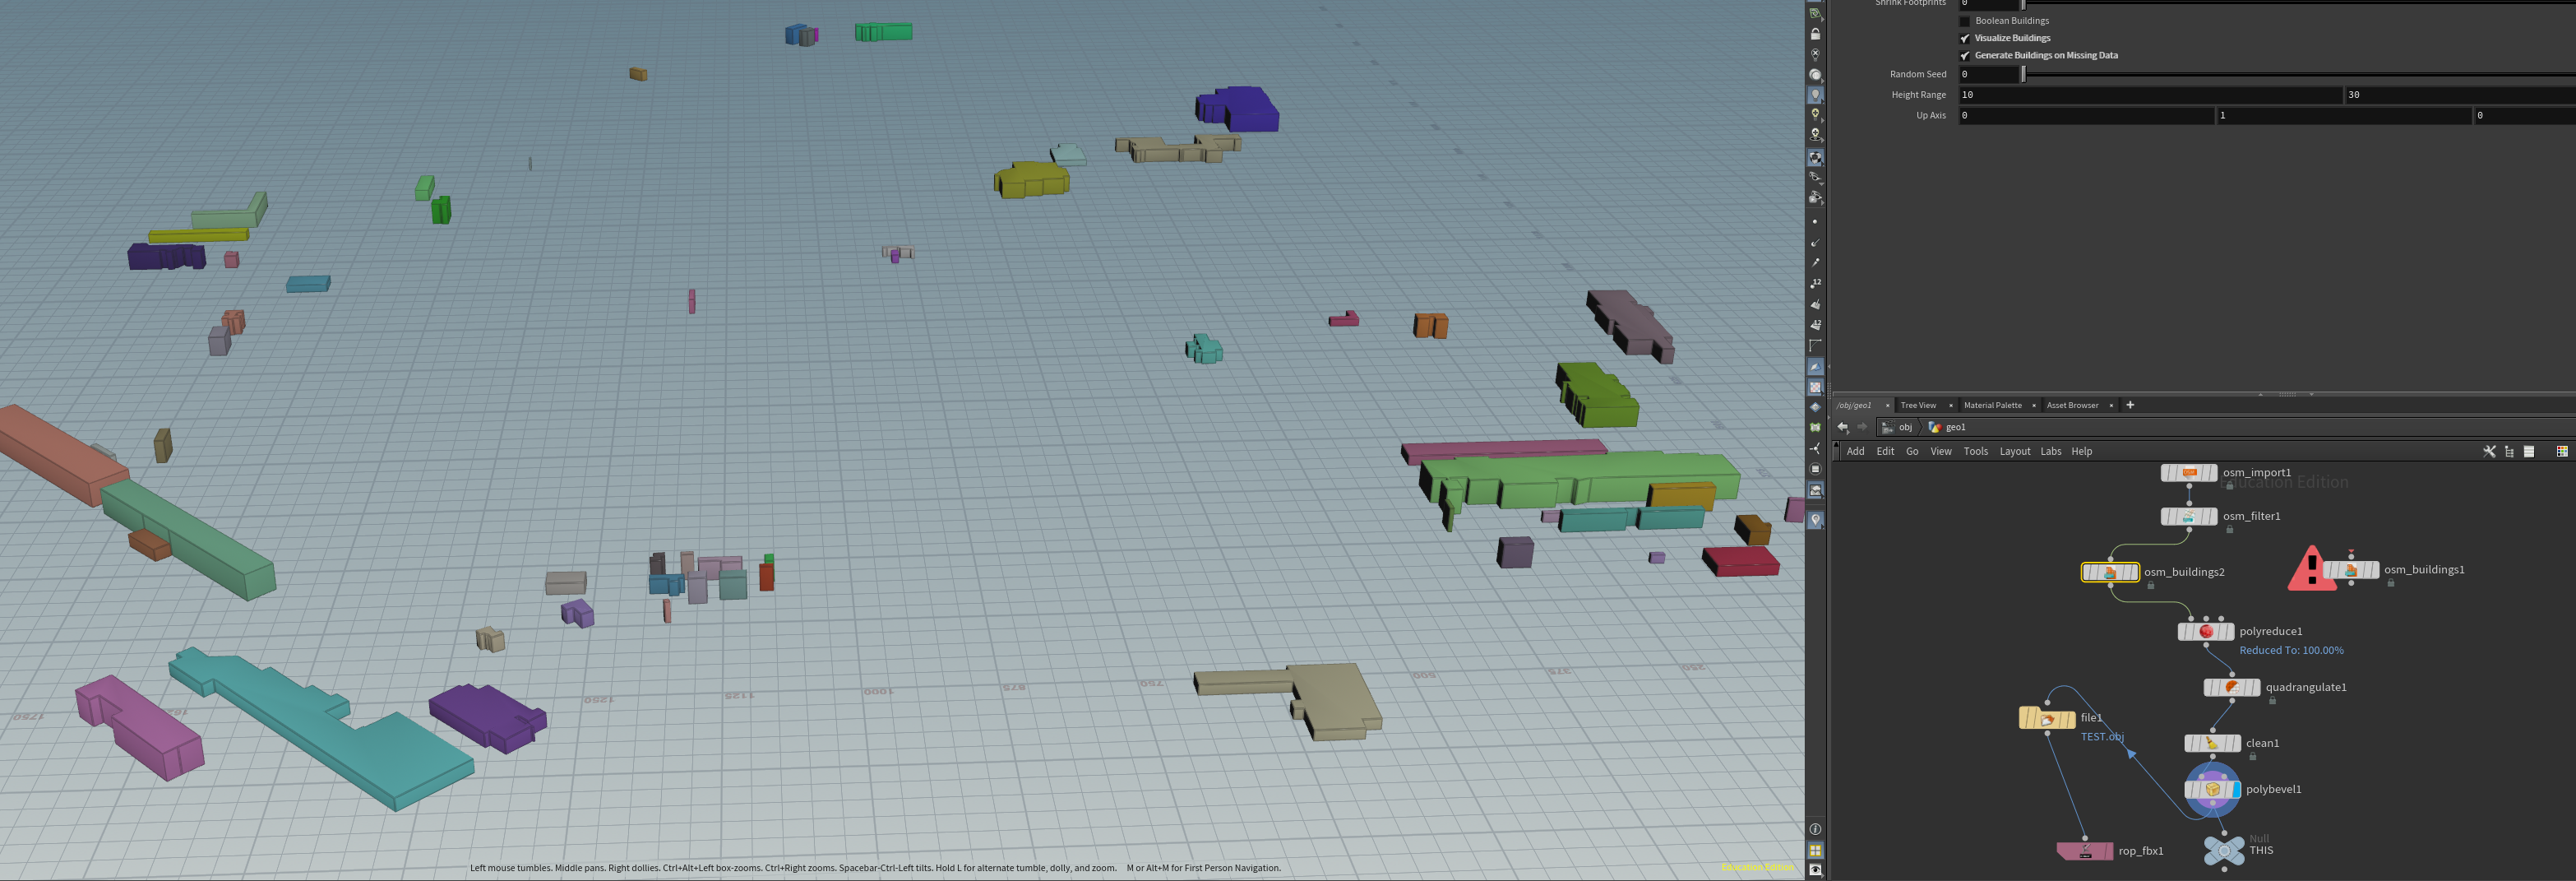 Shrink Footprints 0
Boolean Buildings
Visualize Buildings
Generate Buildings on Missing Data
Random Seed 0
Height Range 10 30
Up Axis 0 1 0
/obj/geo1 × Tree View × Material Palette × Asset Browser × +
obj geo1
Add Edit Go View Tools Layout Labs Help
osm_import1
Education Edition
osm_filter1
osm_buildings2
osm_buildings1
polyreduce1
Reduced To: 100.00%
quadrangulate1
file1
TEST.obj
clean1
polybevel1
Null
THIS
rop_fbx1
12
12
1750
1250
1125
1000
875
750
500
375
250
Left mouse tumbles. Middle pans. Right dollies. Ctrl+Alt+Left box-zooms. Ctrl+Right zooms. Spacebar-Ctrl-Left tilts. Hold L for alternate tumble, dolly, and zoom. M or Alt+M for First Person Navigation.
Education Edition